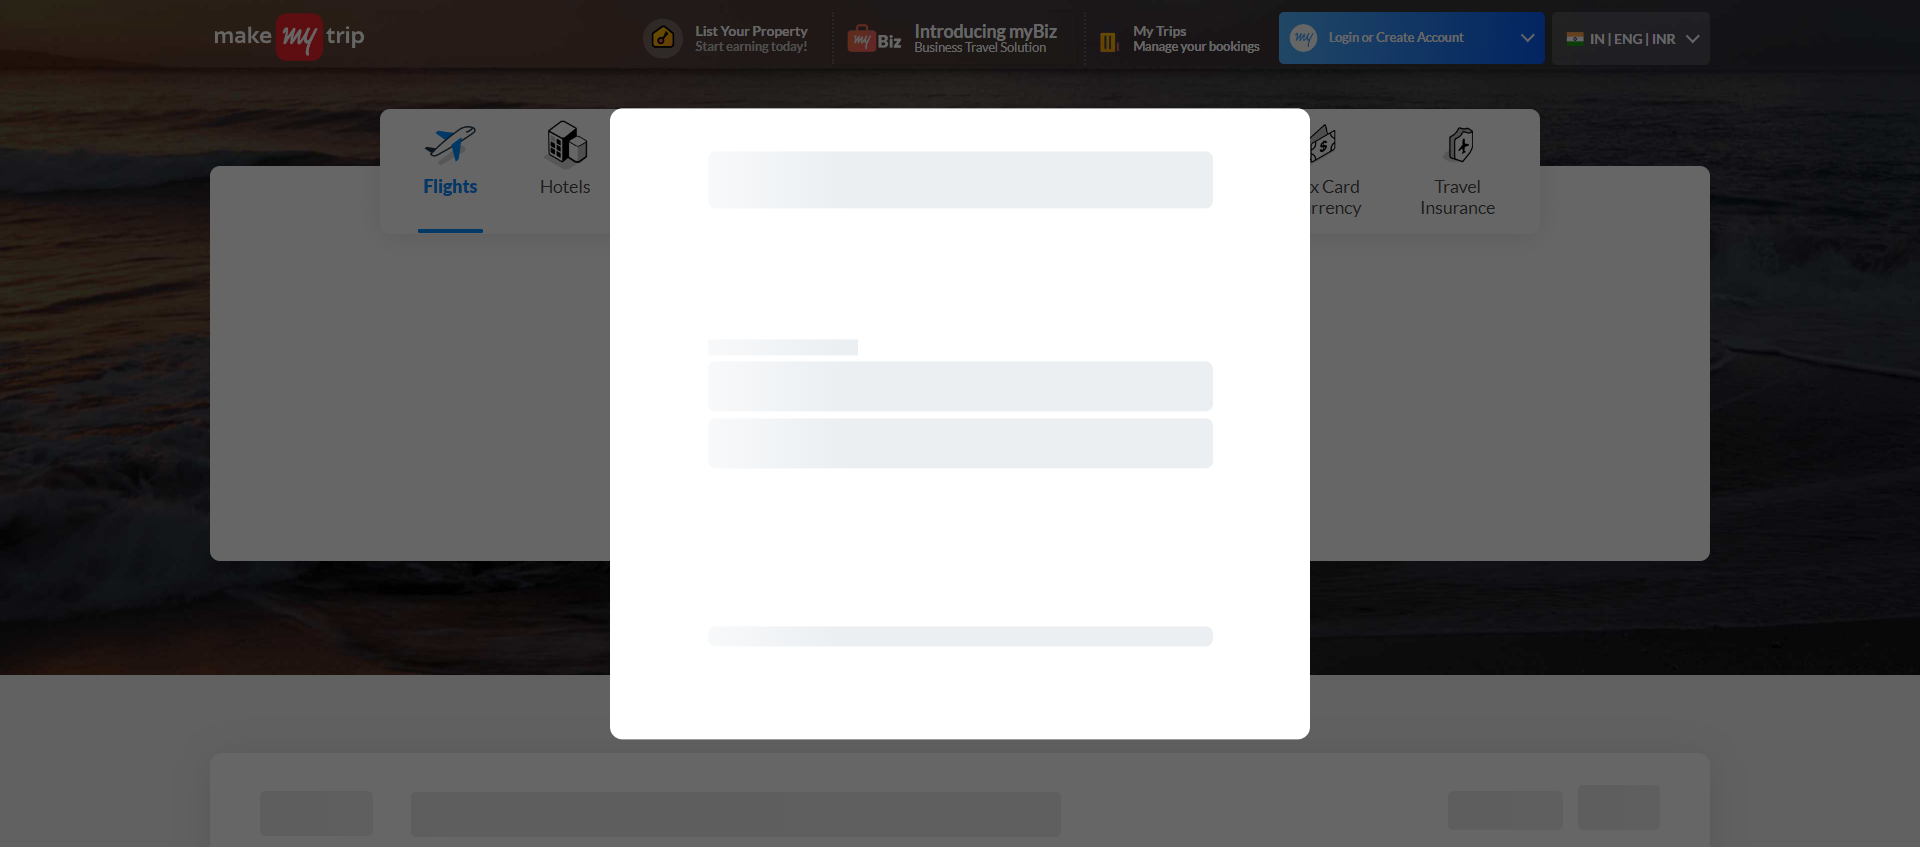 make my trip
List Your Property
Start earning today!
my Biz
Introducing myBiz
Business Travel Solution
My Trips
Manage your bookings
my
Login or Create Account
IN | ENG | INR
Flights
Hotels
x Card
rrency
Travel
Insurance